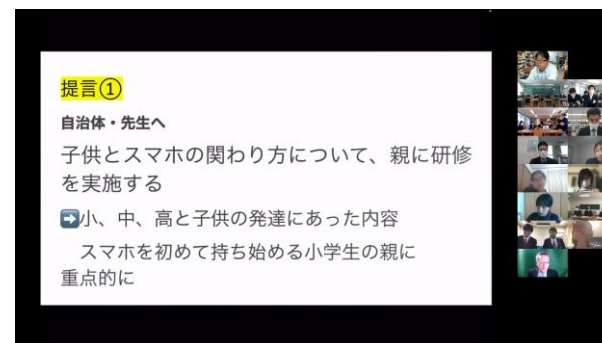 提言①
自治体・先生へ
子供とスマホの関わり方について、親に研修
を実施する
➡小、中、高と子供の発達にあった内容
スマホを初めて持ち始める小学生の親に
重点的に